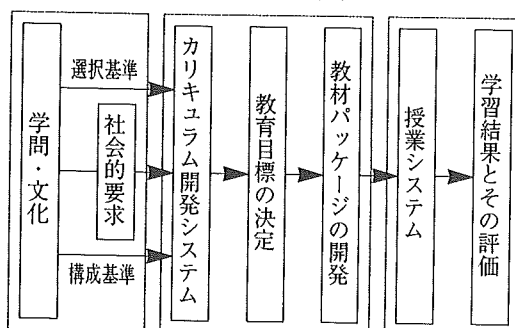 学問・文化
選択基準
社会的要求
構成基準
カリキュラム開発システム
教育目標の決定
教材パッケージの開発
授業システム
学習結果とその評価